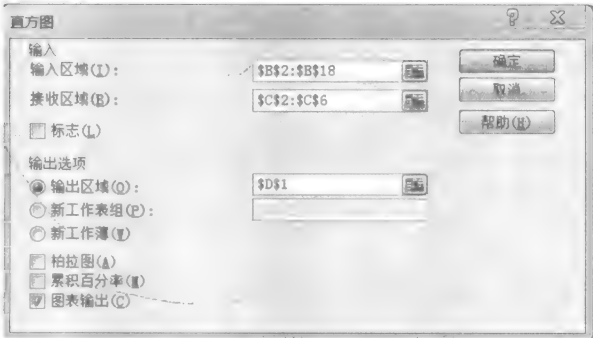 直方图
输入
输入区域(I): $B$2:$B$18
接收区域(B): $C$2:$C$6
标志(L)
确定
取消
帮助(H)
输出选项
输出区域(O): $D$1
新工作表组(P):
新工作薄(W)
柏拉图(A)
累积百分率(M)
图表输出(C)